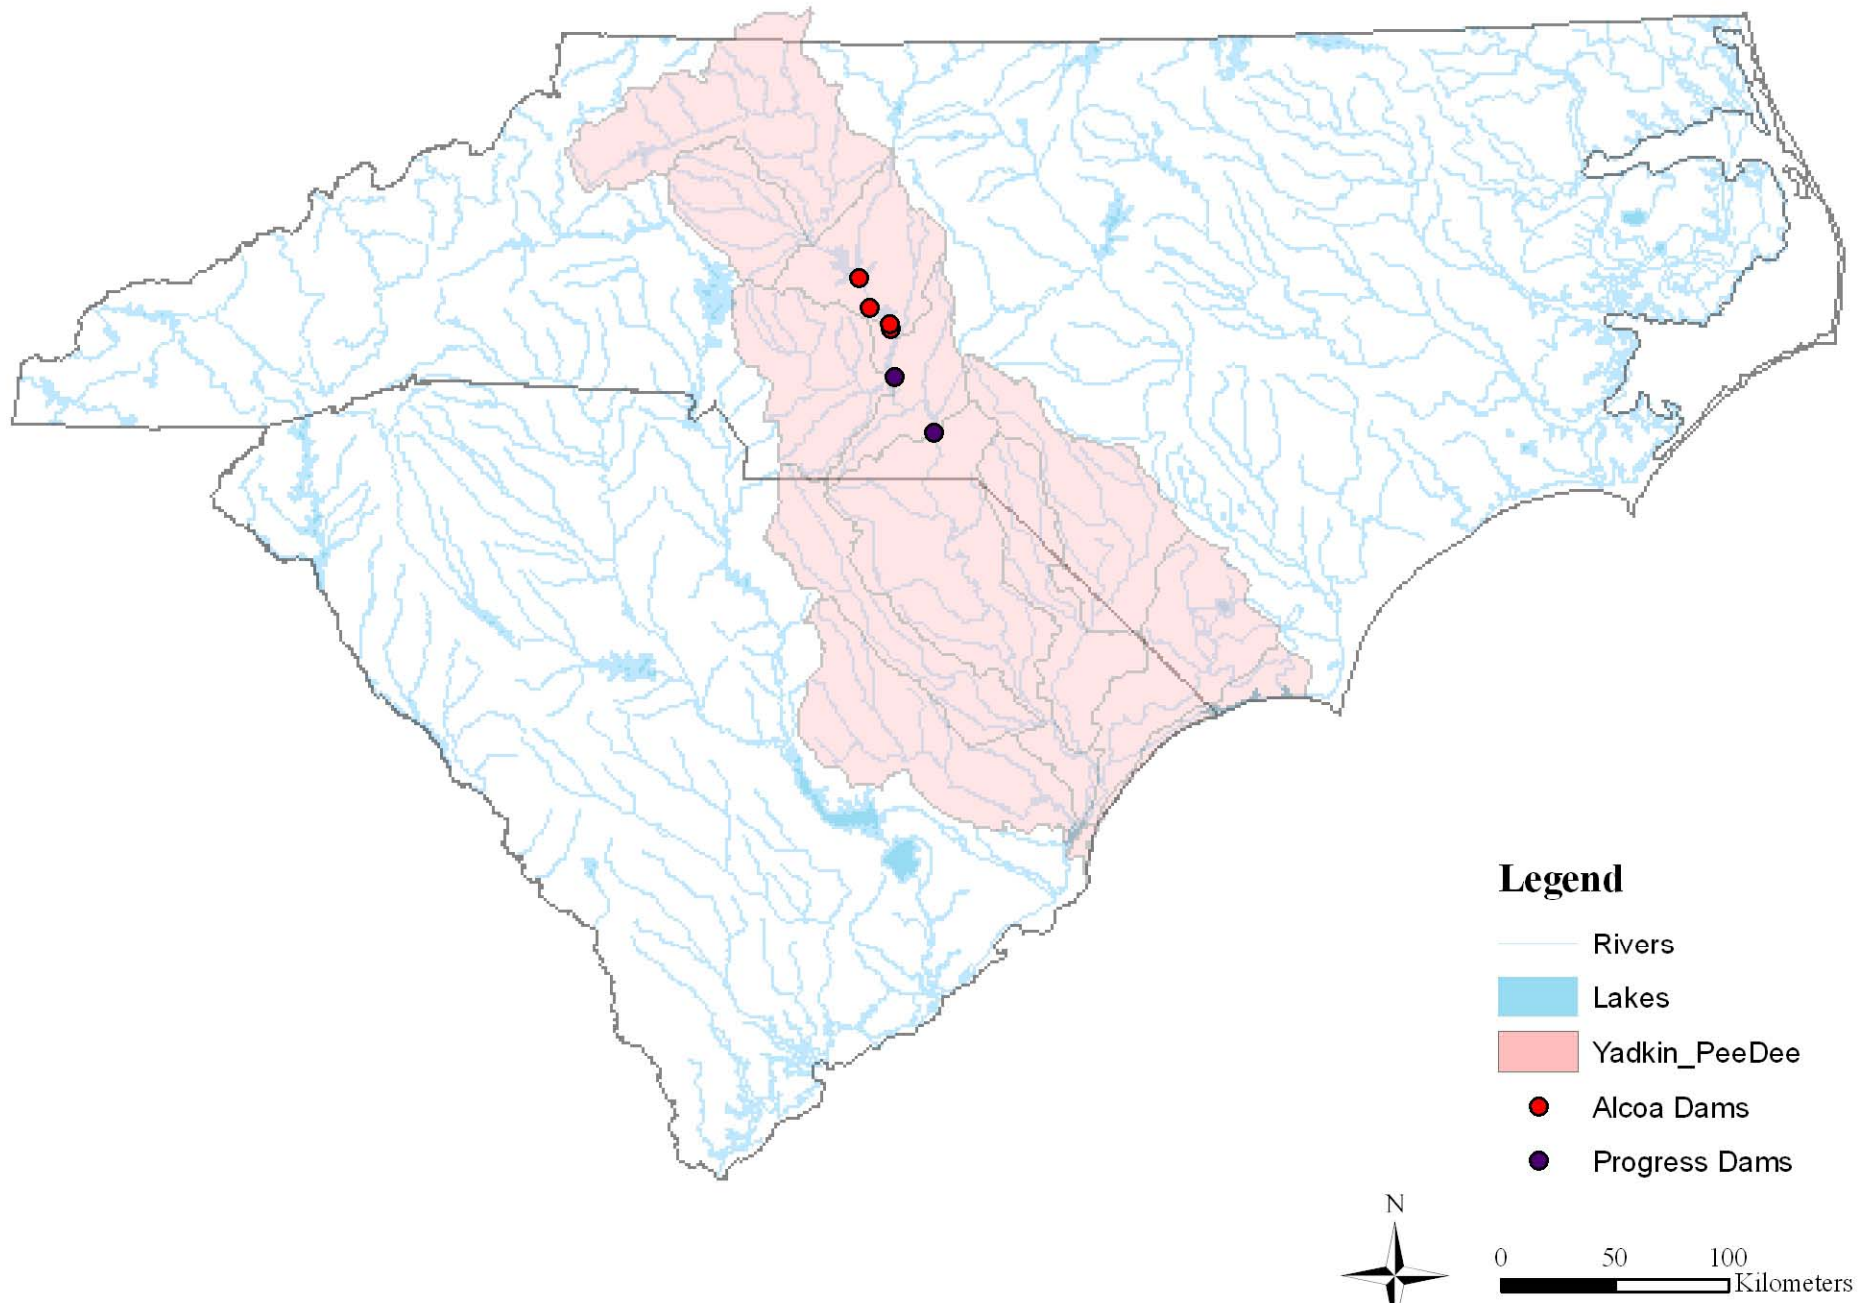 Legend
Rivers
Lakes
Yadkin_PeeDee
Alcoa Dams
Progress Dams
N
0 50 100
Kilometers